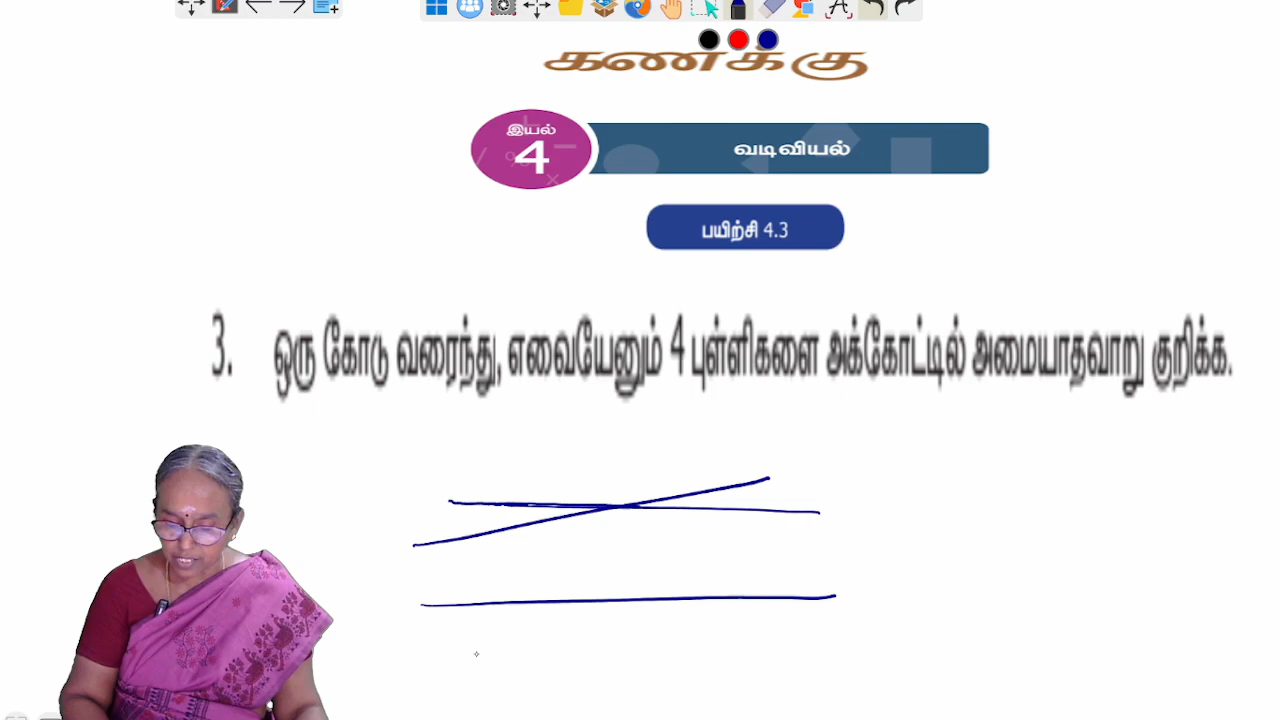 கணக்கு
இயல்
4
வடிவியல்
பயிற்சி 4.3
3. ஒரு கோடு வரைந்து, எவையேனும் 4 புள்ளிகளை அக்கோட்டில் அமையாதவாறு குறிக்க.